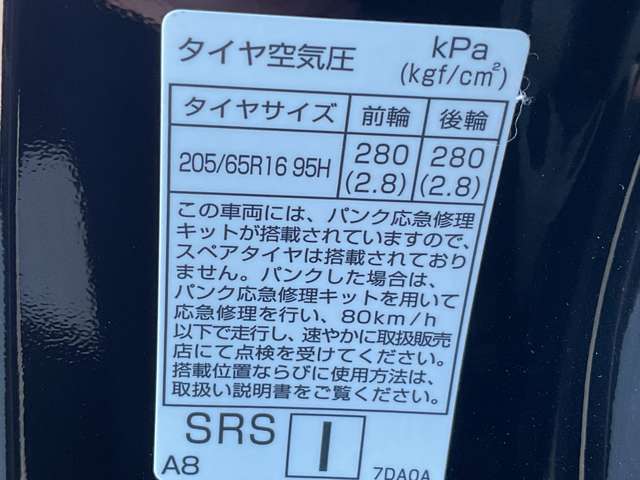 タイヤ空気圧 kPa
(kgf/cm²)
タイヤサイズ 前輪 後輪
205/65R16 95H 280 280
(2.8) (2.8)
この車両には、パンク応急修理
キットが搭載されていますので、
スペアタイヤは搭載されており
ません。パンクした場合は、
パンク応急修理キットを用いて
応急修理を行い、80km/h
以下で走行し、速やかに取扱販売
店にて点検を受けてください。
搭載位置ならびに使用方法は、
取扱い説明書をご覧ください。
SRS I
A8 7DA0A